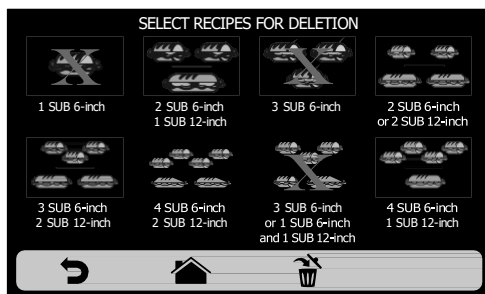 SELECT RECIPES FOR DELETION
1 SUB 6-inch
2 SUB 6-inch
1 SUB 12-inch
3 SUB 6-inch
2 SUB 6-inch
or 2 SUB 12-inch
3 SUB 6-inch
2 SUB 12-inch
4 SUB 6-inch
2 SUB 12-inch
3 SUB 6-inch
or 1 SUB 6-inch
and 1 SUB 12-inch
4 SUB 6-inch
1 SUB 12-inch